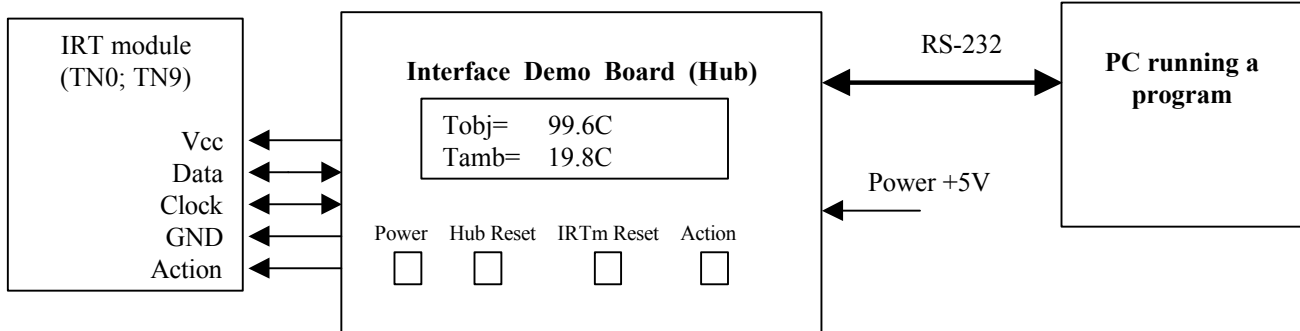 IRT module
(TN0; TN9)
Vcc
Data
Clock
GND
Action
Interface Demo Board (Hub)
Tobj= 99.6C
Tamb= 19.8C
Power Hub Reset IRTm Reset Action
RS-232
Power +5V
PC running a
program